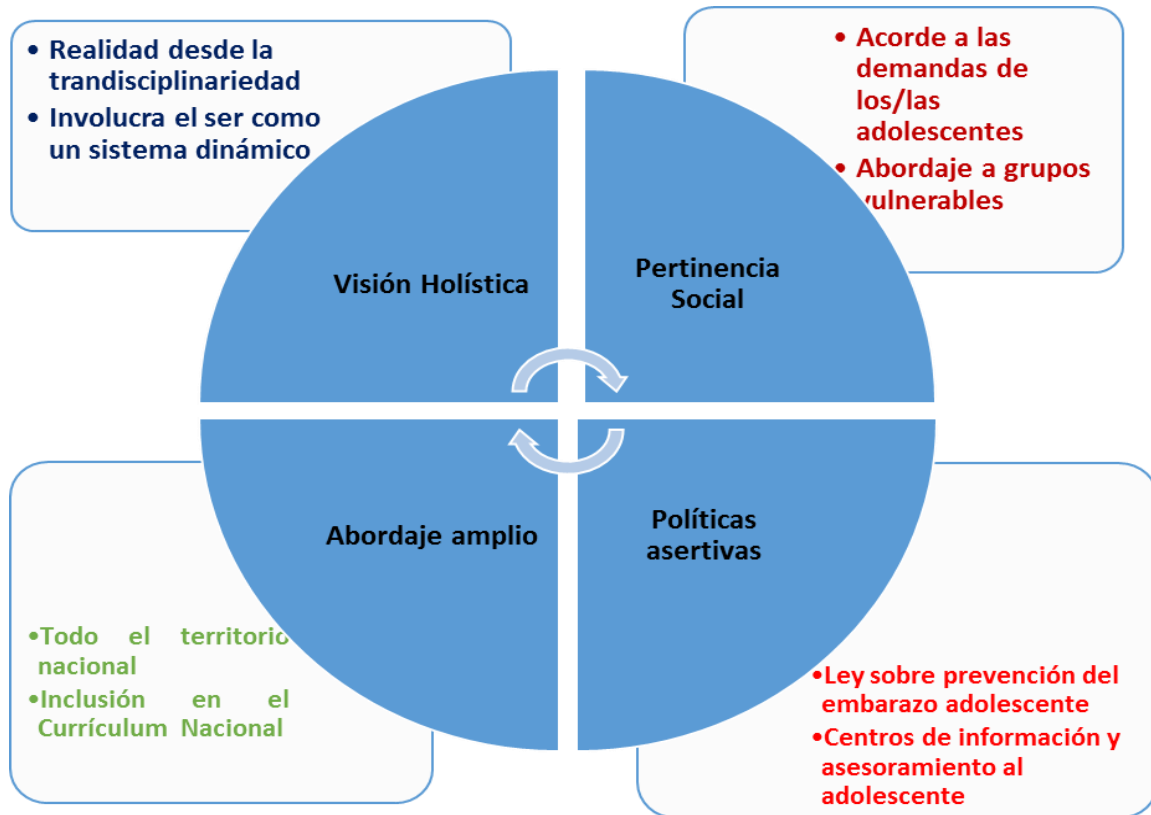 • Realidad desde la
trandisciplinariedad
• Involucra el ser como
un sistema dinámico
• Acorde a las
demandas de
los/las
adolescentes
• Abordaje a grupos
vulnerables
Visión Holística
Pertinencia
Social
Abordaje amplio
Políticas
asertivas
•Todo el territorio
nacional
•Inclusión en el
Currículum Nacional
•Ley sobre prevención del
embarazo adolescente
•Centros de información y
asesoramiento al
adolescente